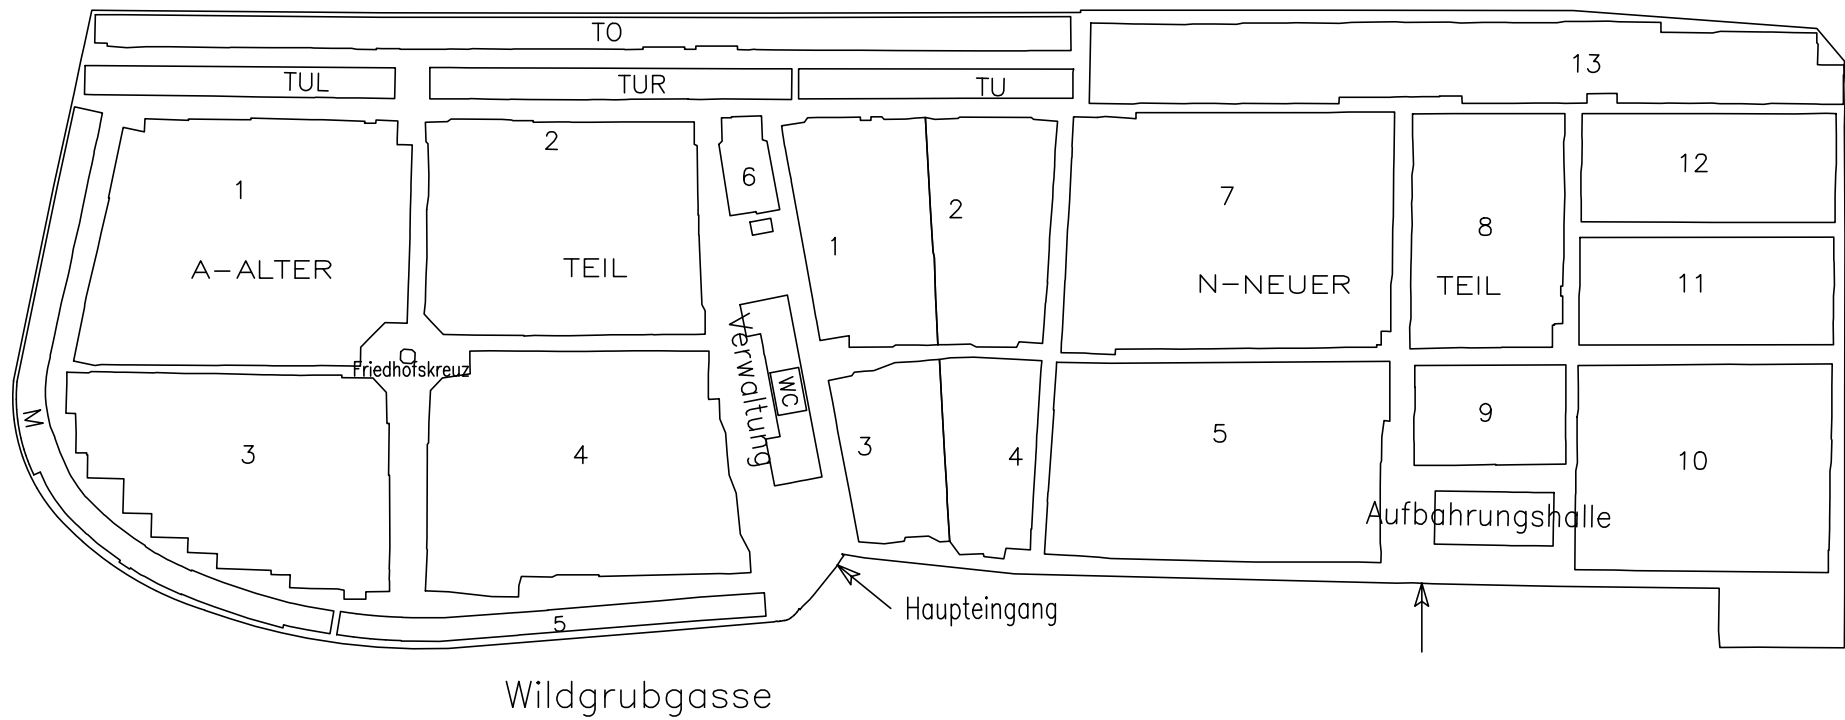 TO
13
TUL
TUR
TU
2
1
6
12
2
7
8
1
A-ALTER
TEIL
N-NEUER
TEIL
11
Friedhofskreuz
Verwaltung
WC
M
3
4
3
4
5
9
10
Aufbahrungshalle
5
Haupteingang
Wildgrubgasse